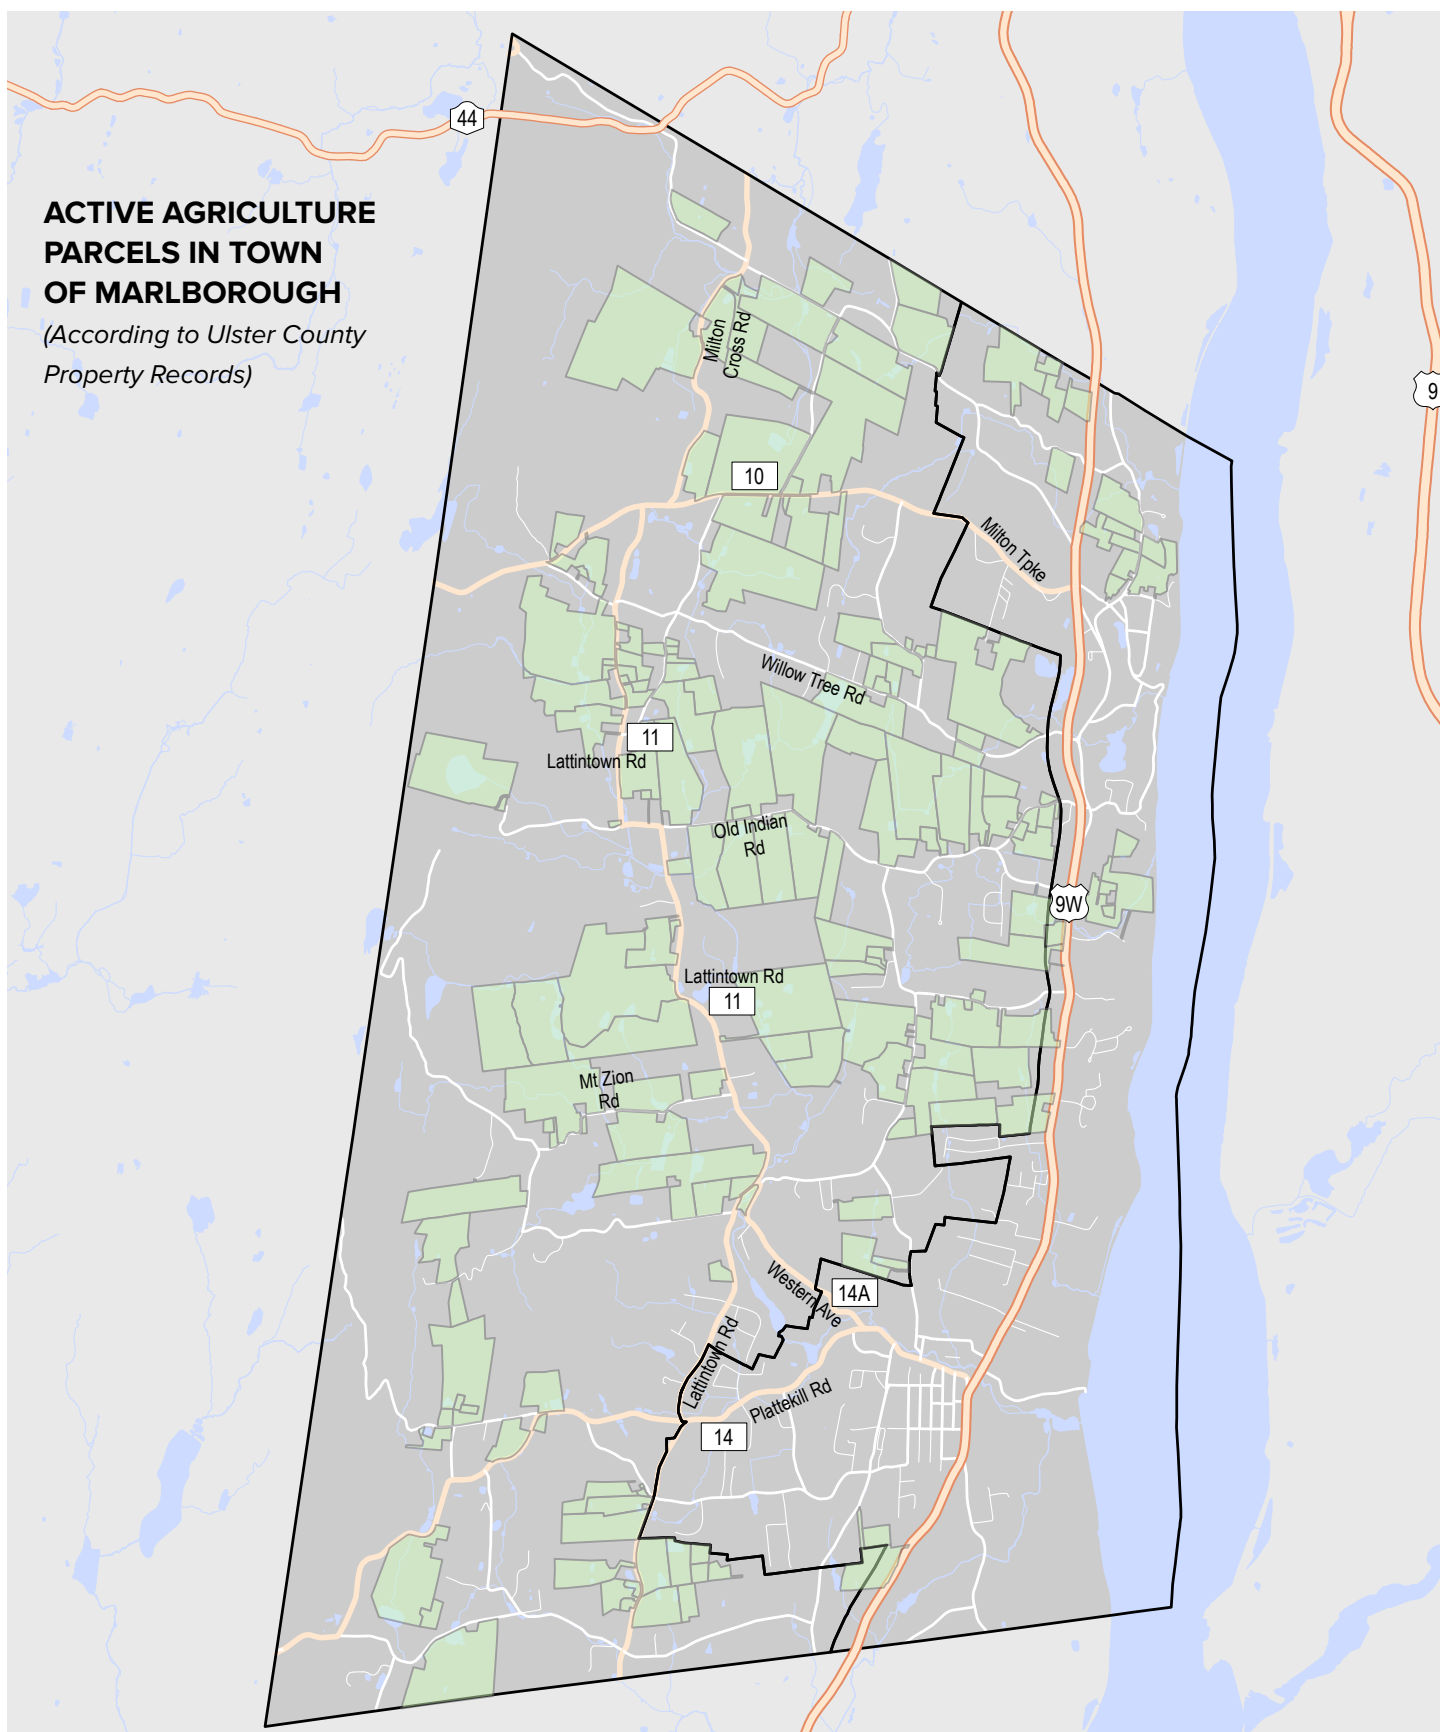 44
ACTIVE AGRICULTURE
PARCELS IN TOWN
OF MARLBOROUGH
(According to Ulster County
Property Records)
Milton
Cross Rd
9
10
Milton Tpke
Willow Tree Rd
11
Lattintown Rd
Old Indian
Rd
9W
Lattintown Rd
11
Mt Zion
Rd
Western Ave
14A
Lattintown Rd
Plattekill Rd
14